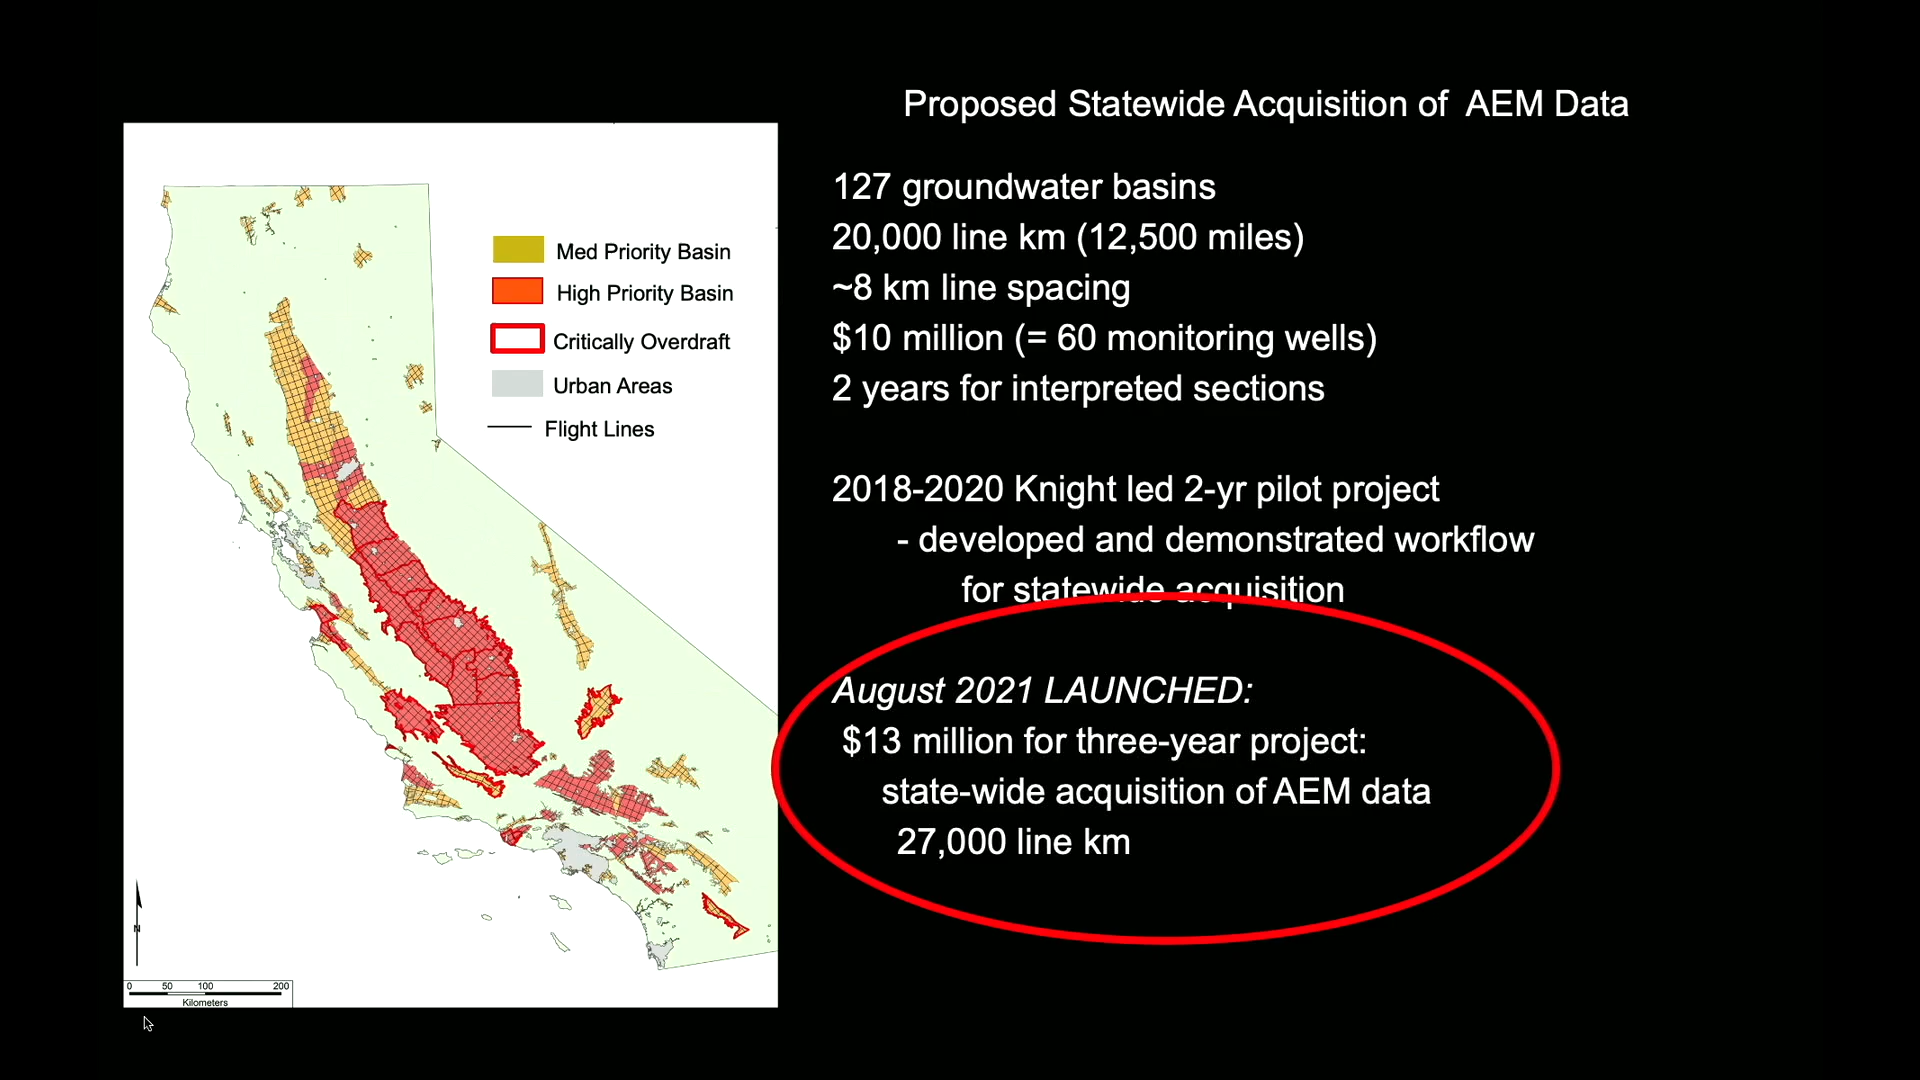 Proposed Statewide Acquisition of AEM Data
127 groundwater basins
20,000 line km (12,500 miles)
~8 km line spacing
$10 million (= 60 monitoring wells)
2 years for interpreted sections
2018-2020 Knight led 2-yr pilot project
- developed and demonstrated workflow
for statewide acquisition
August 2021 LAUNCHED:
$13 million for three-year project:
state-wide acquisition of AEM data
27,000 line km
Med Priority Basin
High Priority Basin
Critically Overdraft
Urban Areas
Flight Lines
N
0 50 100 200
Kilometers